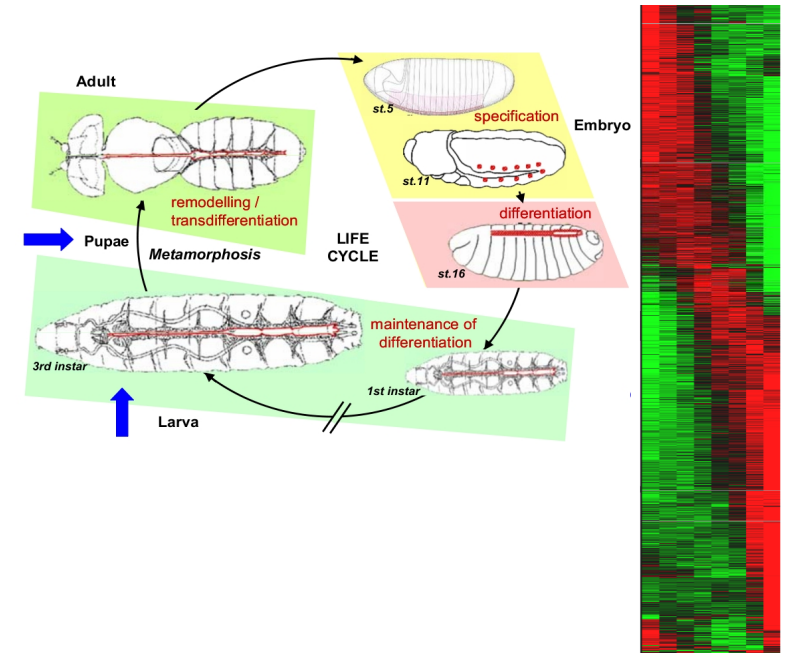 Adult
st.5
specification
Embryo
st.11
remodelling /
transdifferentiation
differentiation
Pupae
Metamorphosis
LIFE
CYCLE
st.16
maintenance of
differentiation
3rd instar
1st instar
Larva